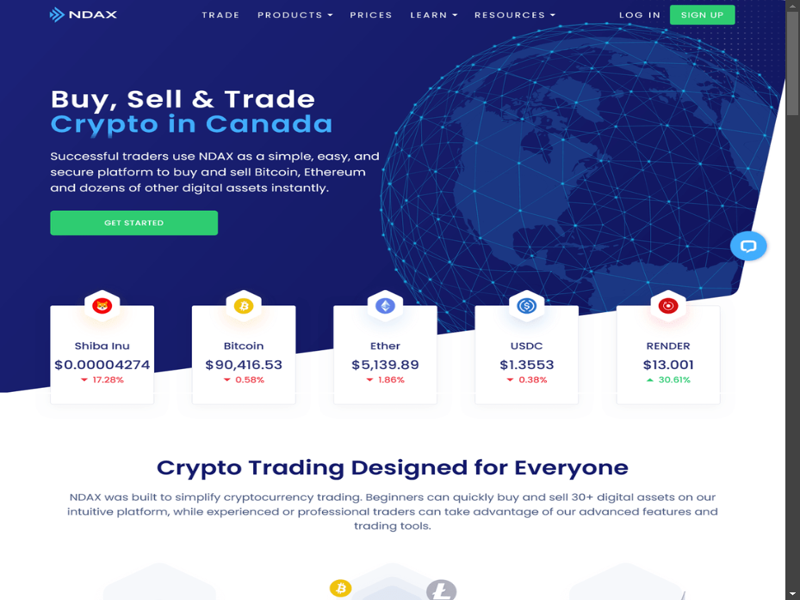 NDAX
TRADE
PRODUCTS
PRICES
LEARN
RESOURCES
LOG IN
SIGN UP
Buy, Sell & Trade
Crypto in Canada
Successful traders use NDAX as a simple, easy, and
secure platform to buy and sell Bitcoin, Ethereum
and dozens of other digital assets instantly.
GET STARTED
Shiba Inu
$0.00004274
17.28%
Bitcoin
$90,416.53
0.58%
Ether
$5,139.89
1.86%
USDC
$1.3553
0.38%
RENDER
$13.001
30.61%
Crypto Trading Designed for Everyone
NDAX was built to simplify cryptocurrency trading. Beginners can quickly buy and sell 30+ digital assets on our
intuitive platform, while experienced or professional traders can take advantage of our advanced features and
trading tools.